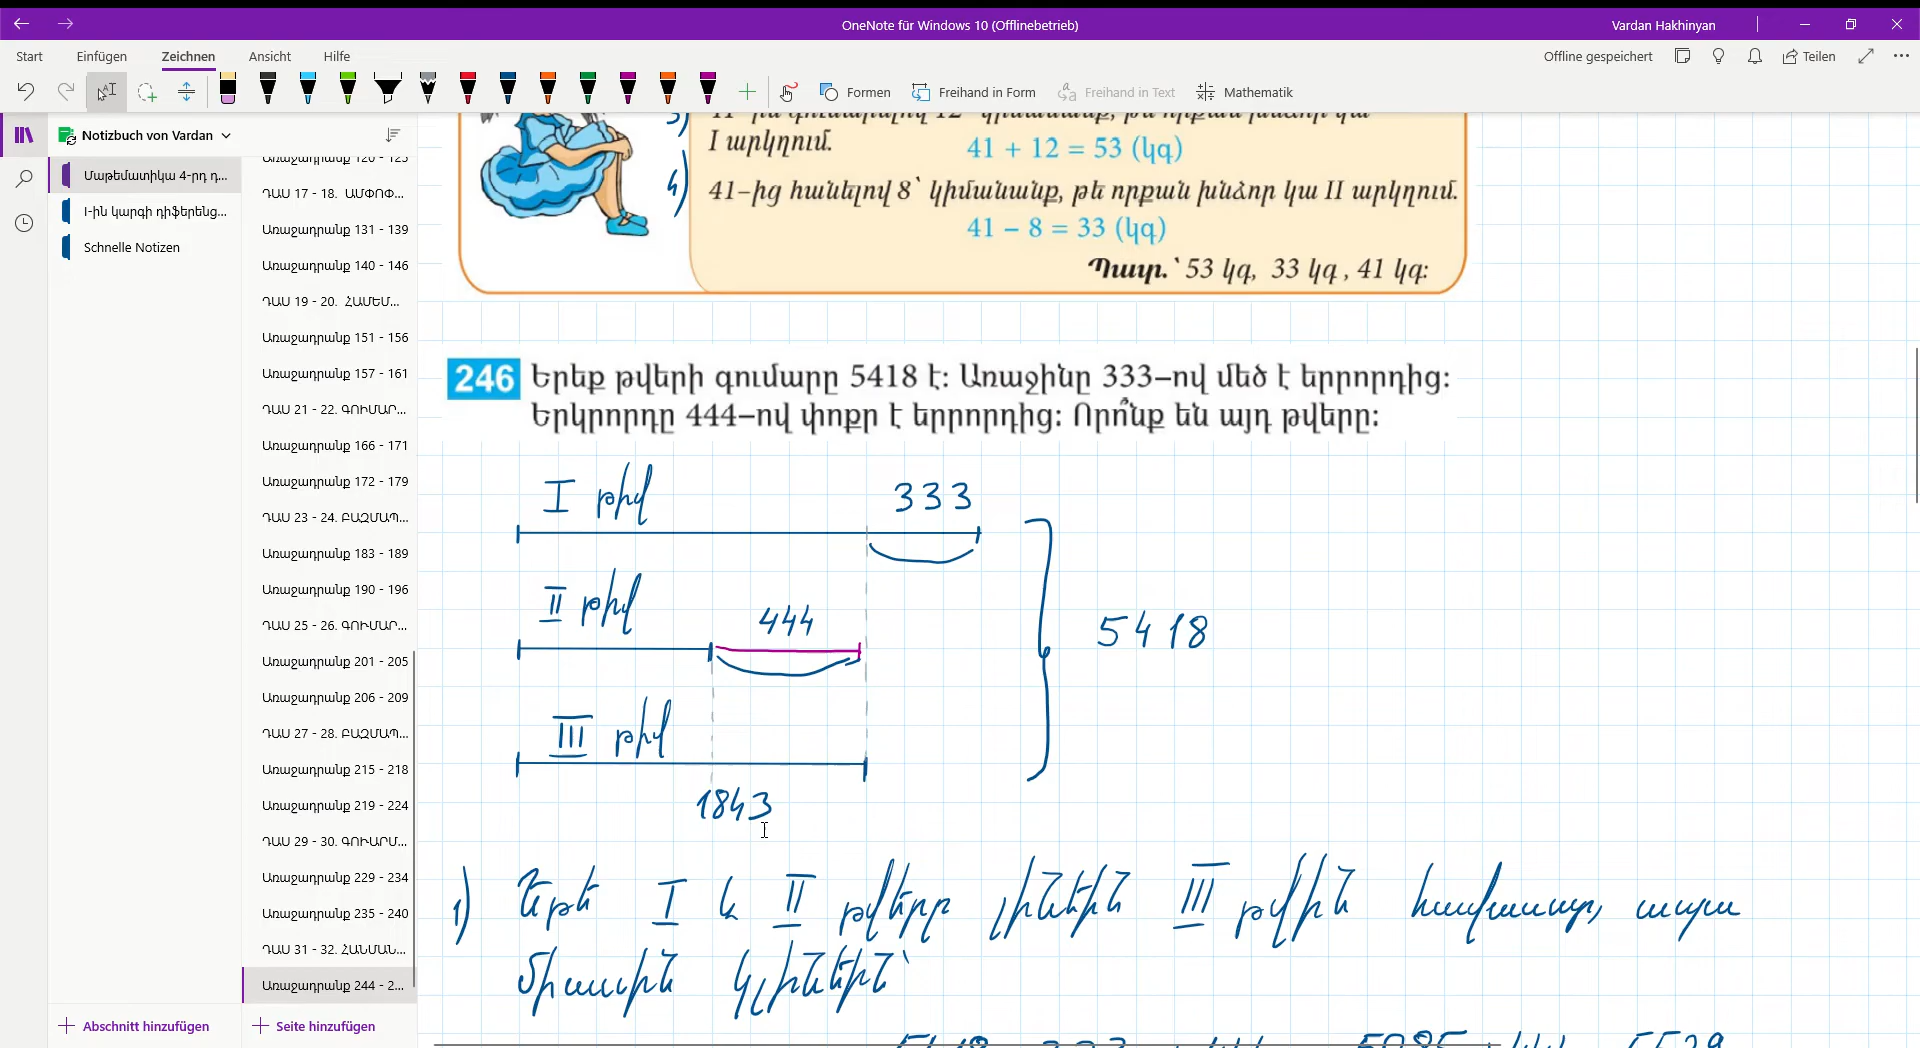 OneNote für Windows 10 (Offlinebetrieb)
Vardan Hakhinyan
Start Einfügen Zeichnen Ansicht Hilfe
Offline gespeichert
Teilen
Formen
Freihand in Form
Freihand in Text
Mathematik
Notizbuch von Vardan
Մաթեմատիկա 4-րդ դ...
I-ին կարգի դիֆերենց...
Schnelle Notizen
Առաջադրանք 120 - 125
ԴԱՍ 17 - 18. ԱՄՓՈՓ...
Առաջադրանք 131 - 139
Առաջադրանք 140 - 146
ԴԱՍ 19 - 20. ՀԱՄԵՄ...
Առաջադրանք 151 - 156
Առաջադրանք 157 - 161
ԴԱՍ 21 - 22. ԳՈՒՄԱՐ...
Առաջադրանք 166 - 171
Առաջադրանք 172 - 179
ԴԱՍ 23 - 24. ԲԱԶՄԱՊ...
Առաջադրանք 183 - 189
Առաջադրանք 190 - 196
ԴԱՍ 25 - 26. ԳՈՒՄԱՐ...
Առաջադրանք 201 - 205
Առաջադրանք 206 - 209
ԴԱՍ 27 - 28. ԲԱԶՄԱՊ...
Առաջադրանք 215 - 218
Առաջադրանք 219 - 224
ԴԱՍ 29 - 30. ԳՈՒՄԱՐՄ...
Առաջադրանք 229 - 234
Առաջադրանք 235 - 240
ԴԱՍ 31 - 32. ՀԱՆՄԱՆ...
Առաջադրանք 244 - 2...
Abschnitt hinzufügen
Seite hinzufügen
3)
I արկղում.
41 + 12 = 53 (կգ)
4)
41–ից հանելով 8՝ կիմանանք, թե որքան խնձոր կա II արկղում.
41 – 8 = 33 (կգ)
Պատ.՝ 53 կգ, 33 կգ, 41 կգ:
246 Երեք թվերի գումարը 5418 է: Առաջինը 333–ով մեծ է երրորդից:
Երկրորդը 444–ով փոքր է երրորդից: Որո՞նք են այդ թվերը:
I թիվ 333
II թիվ 444
5418
III թիվ
1843
1) Եթե I և II թվերը լինեին III թվին հավասար, ապա
միասին կլինեին՝